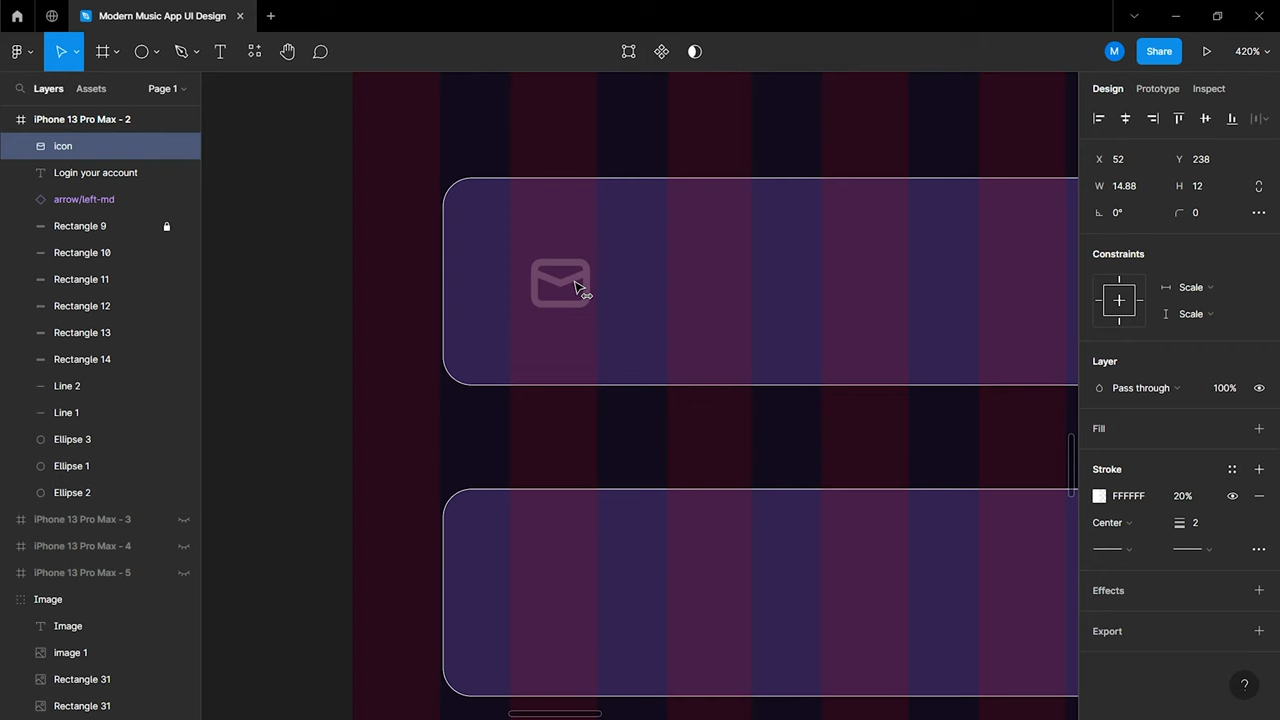 Modern Music App UI Design
M
Share
420%
Layers
Assets
Page 1
Design
Prototype
Inspect
iPhone 13 Pro Max - 2
icon
Login your account
arrow/left-md
Rectangle 9
Rectangle 10
Rectangle 11
Rectangle 12
Rectangle 13
Rectangle 14
Line 2
Line 1
Ellipse 3
Ellipse 1
Ellipse 2
iPhone 13 Pro Max - 3
iPhone 13 Pro Max - 4
iPhone 13 Pro Max - 5
Image
Image
image 1
Rectangle 31
Rectangle 31
X 52 Y 238
W 14.88 H 12
0° 0
Constraints
Scale
Scale
Layer
Pass through 100%
Fill
Stroke
FFFFFF 20%
Center 2
Effects
Export
?